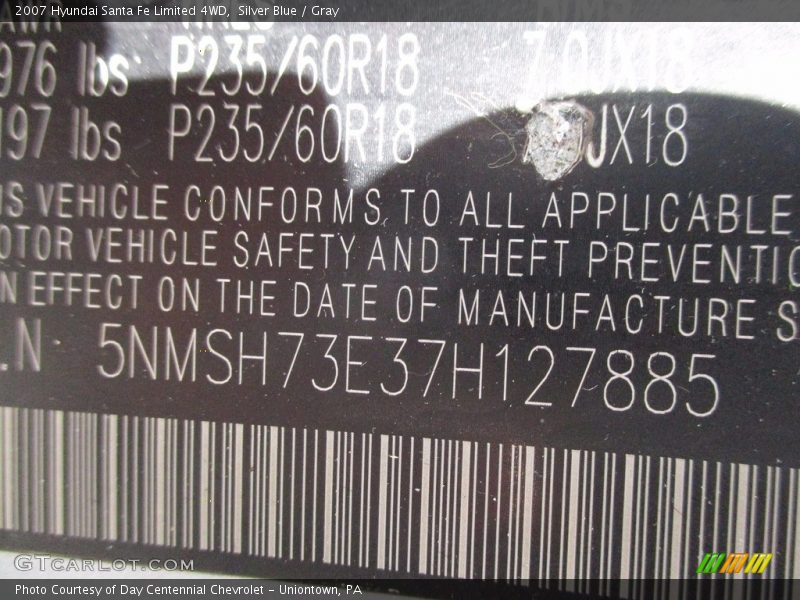 2007 Hyundai Santa Fe Limited 4WD, Silver Blue / Gray
976 lbs P235/60R18 7.0JX18
197 lbs P235/60R18 JX18
IS VEHICLE CONFORMS TO ALL APPLICABLE
OTOR VEHICLE SAFETY AND THEFT PREVENTIO
N EFFECT ON THE DATE OF MANUFACTURE S
.N 5NMSH73E37H127885
GTCARLOT.COM
Photo Courtesy of Day Centennial Chevrolet - Uniontown, PA